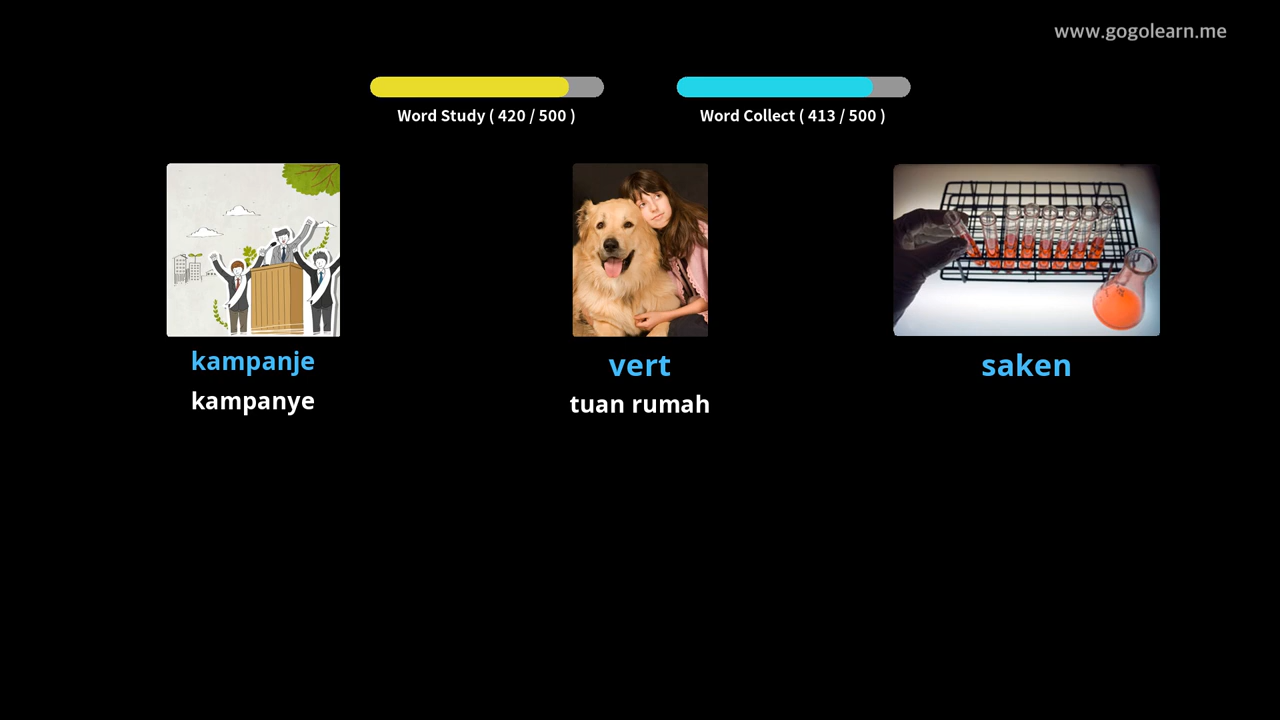 www.gogolearn.me
Word Study ( 420 / 500 )
Word Collect ( 413 / 500 )
kampanje
kampanye
vert
tuan rumah
saken